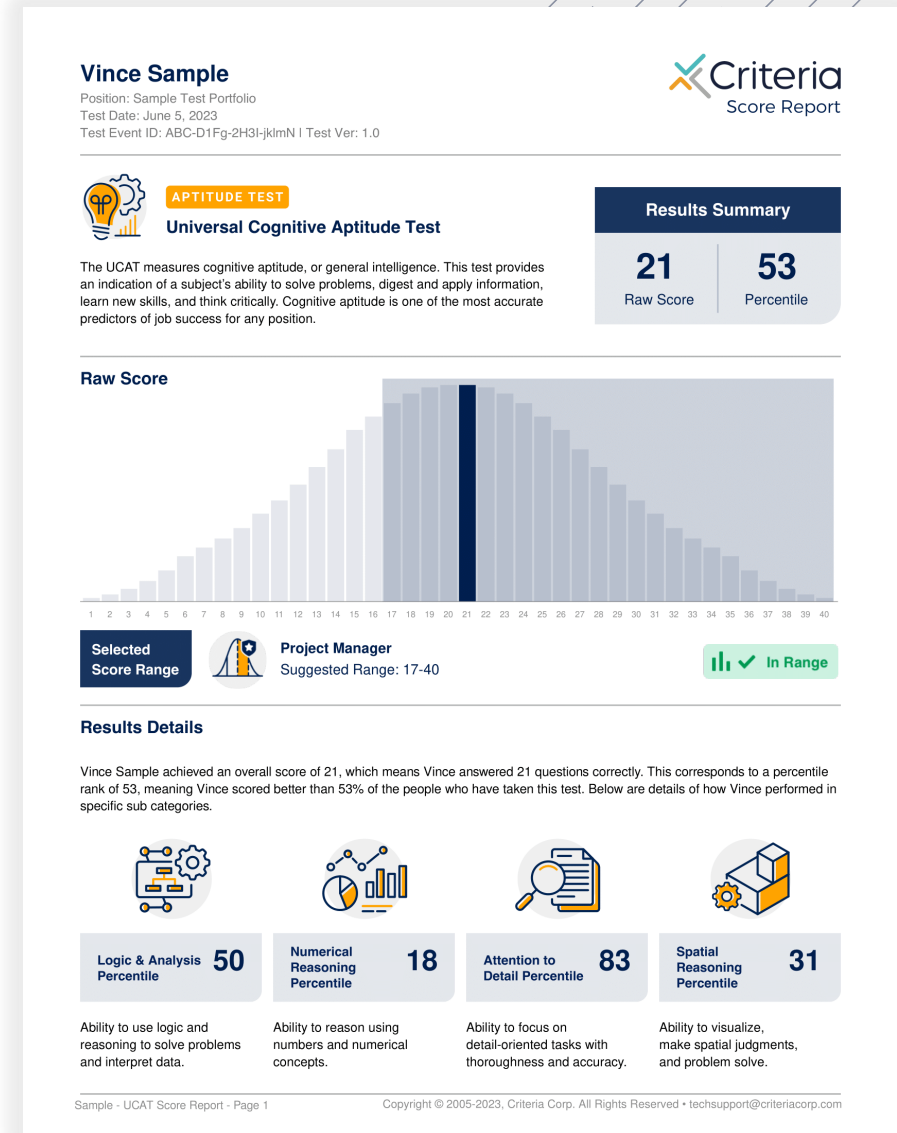 Vince Sample
Position: Sample Test Portfolio
Test Date: June 5, 2023
Test Event ID: ABC-D1Fg-2H3I-jklmN | Test Ver: 1.0
Criteria
Score Report
APTITUDE TEST
Universal Cognitive Aptitude Test
The UCAT measures cognitive aptitude, or general intelligence. This test provides
an indication of a subject's ability to solve problems, digest and apply information,
learn new skills, and think critically. Cognitive aptitude is one of the most accurate
predictors of job success for any position.
Results Summary
21
Raw Score
53
Percentile
Raw Score
1 2 3 4 5 6 7 8 9 10 11 12 13 14 15 16 17 18 19 20 21 22 23 24 25 26 27 28 29 30 31 32 33 34 35 36 37 38 39 40
Selected
Score Range
Project Manager
Suggested Range: 17-40
In Range
Results Details
Vince Sample achieved an overall score of 21, which means Vince answered 21 questions correctly. This corresponds to a percentile
rank of 53, meaning Vince scored better than 53% of the people who have taken this test. Below are details of how Vince performed in
specific sub categories.
Logic & Analysis
Percentile
50
Numerical
Reasoning
Percentile
18
Attention to
Detail Percentile
83
Spatial
Reasoning
Percentile
31
Ability to use logic and
reasoning to solve problems
and interpret data.
Ability to reason using
numbers and numerical
concepts.
Ability to focus on
detail-oriented tasks with
thoroughness and accuracy.
Ability to visualize,
make spatial judgments,
and problem solve.
Sample - UCAT Score Report - Page 1
Copyright © 2005-2023, Criteria Corp. All Rights Reserved • techsupport@criteriacorp.com